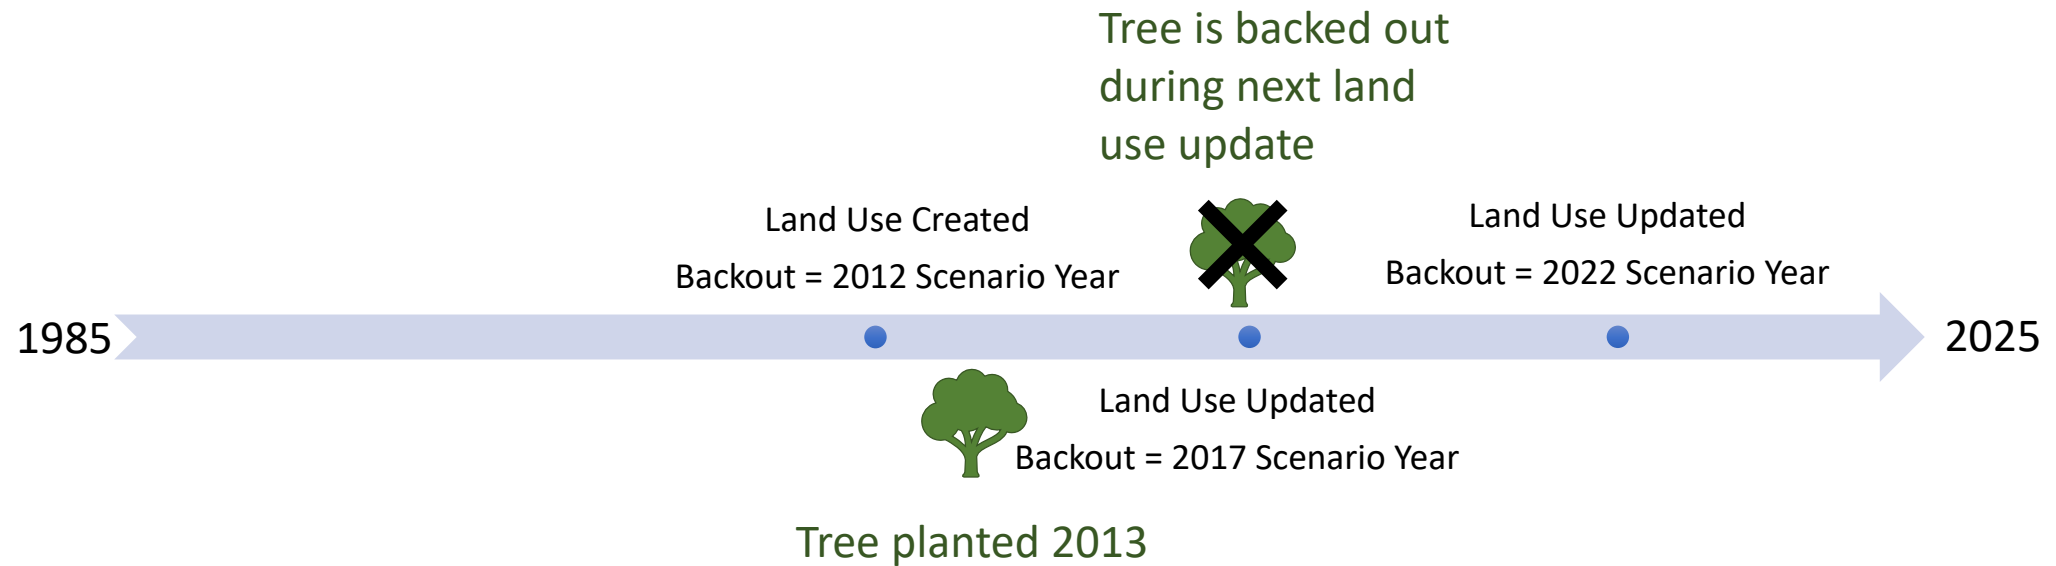 Tree is backed out
during next land
use update
Land Use Created
Backout = 2012 Scenario Year
Land Use Updated
Backout = 2022 Scenario Year
1985
2025
Land Use Updated
Backout = 2017 Scenario Year
Tree planted 2013